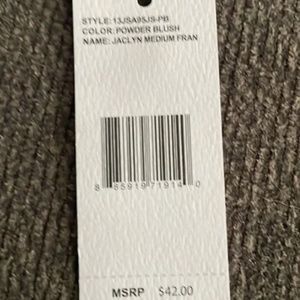 STYLE:13JSA95JS-PB
COLOR: POWDER BLUSH
NAME: JACLYN MEDIUM FRAN
8 85919 71914 0
MSRP $42.00